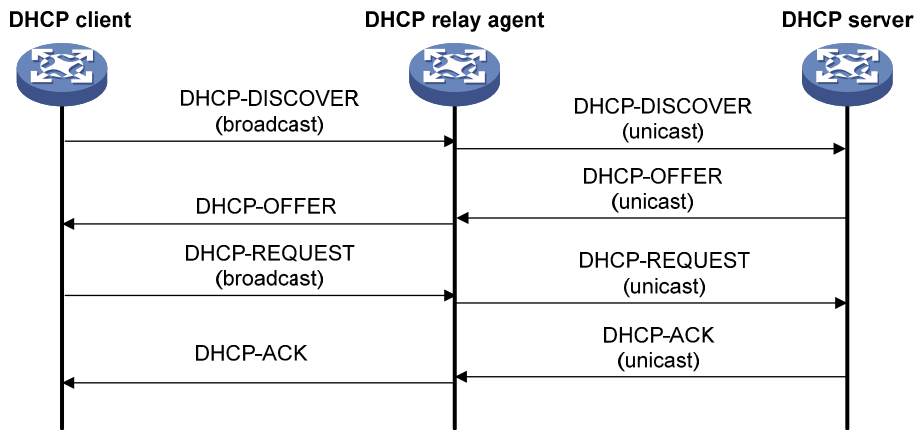 DHCP client
DHCP relay agent
DHCP server
DHCP-DISCOVER
(broadcast)
DHCP-DISCOVER
(unicast)
DHCP-OFFER
(unicast)
DHCP-OFFER
DHCP-REQUEST
(broadcast)
DHCP-REQUEST
(unicast)
DHCP-ACK
(unicast)
DHCP-ACK